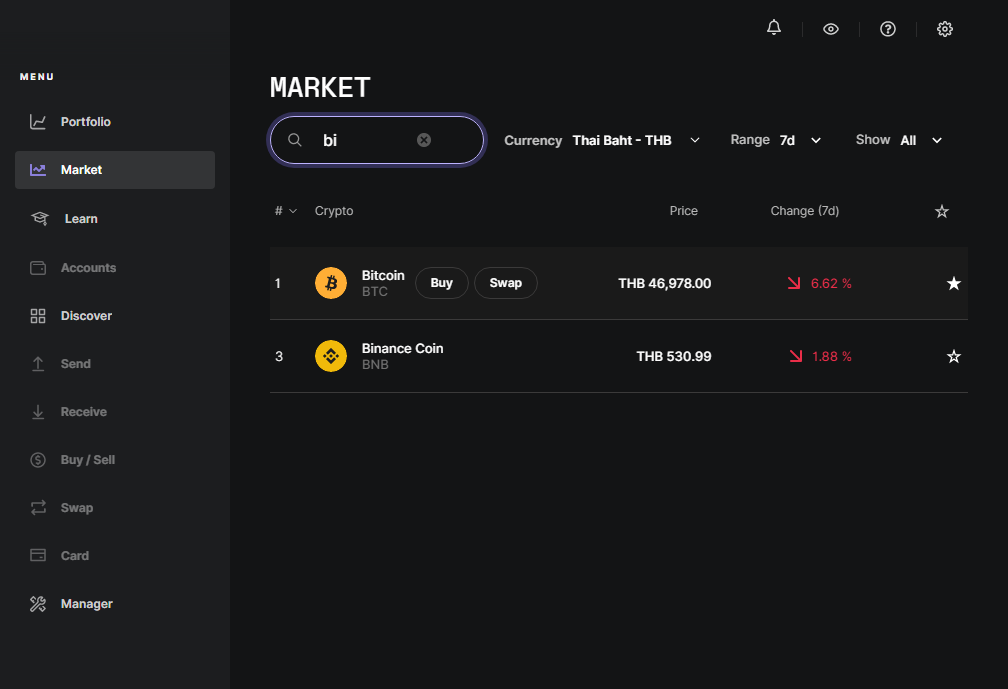 MENU
Portfolio
Market
Learn
Accounts
Discover
Send
Receive
Buy / Sell
Swap
Card
Manager
MARKET
bi
Currency Thai Baht - THB
Range 7d
Show All
# Crypto Price Change (7d)
1 Bitcoin BTC Buy Swap THB 46,978.00 6.62 %
3 Binance Coin BNB THB 530.99 1.88 %